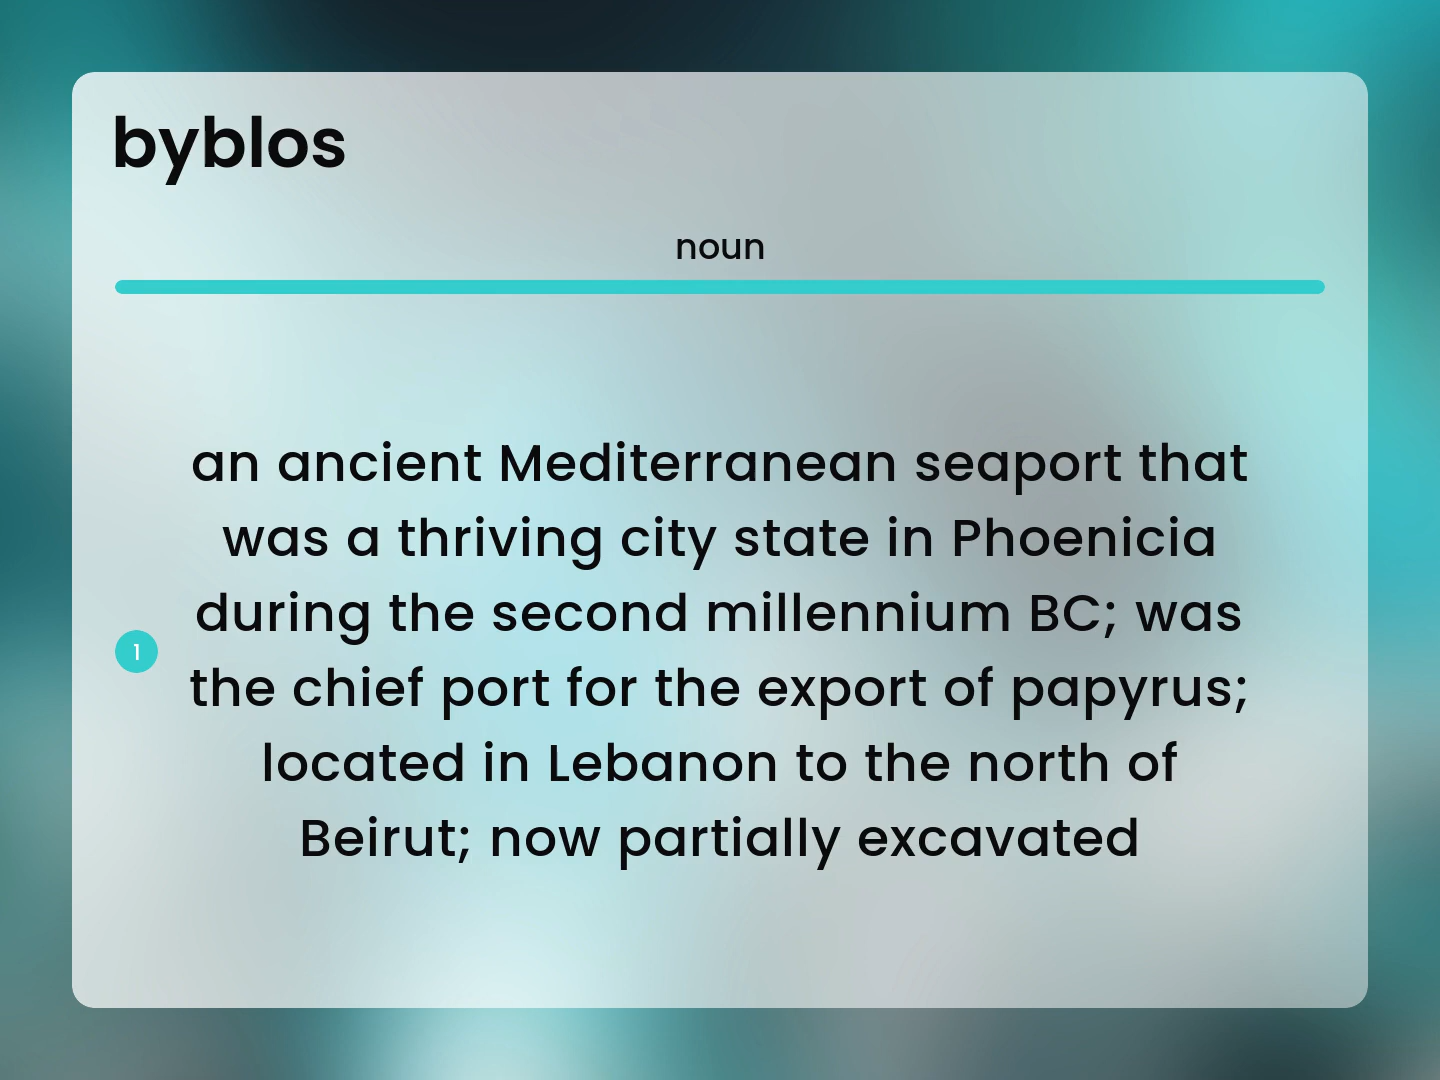 byblos
noun
an ancient Mediterranean seaport that
was a thriving city state in Phoenicia
during the second millennium BC; was
1
the chief port for the export of papyrus;
located in Lebanon to the north of
Beirut; now partially excavated